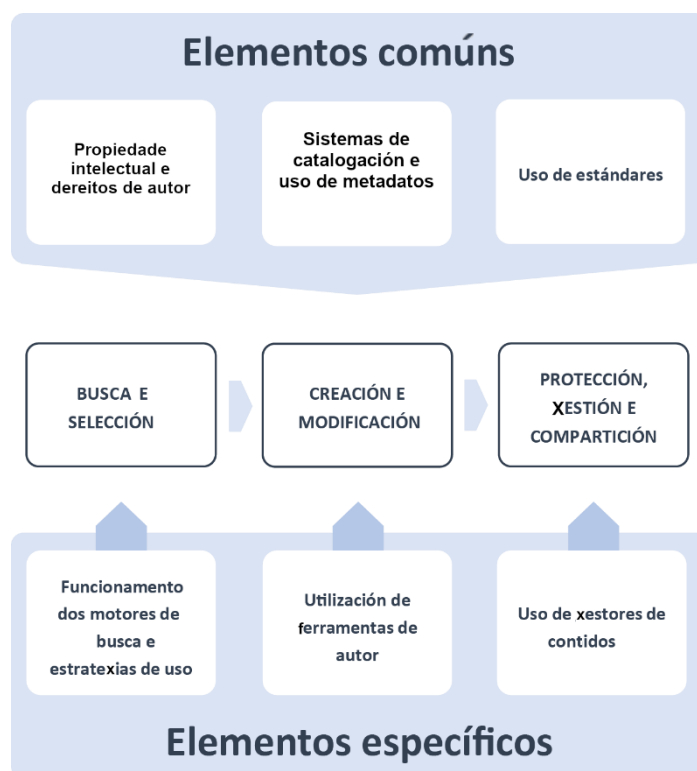 Elementos comúns
Propiedade
intelectual e
dereitos de autor
Sistemas de
catalogación e
uso de metadatos
Uso de estándares
BUSCA E
SELECCIÓN
CREACIÓN E
MODIFICACIÓN
PROTECCIÓN,
XESTIÓN E
COMPARTICIÓN
Funcionamento
dos motores de
busca e
estratexias de uso
Utilización de
ferramentas de
autor
Uso de xestores de
contidos
Elementos específicos